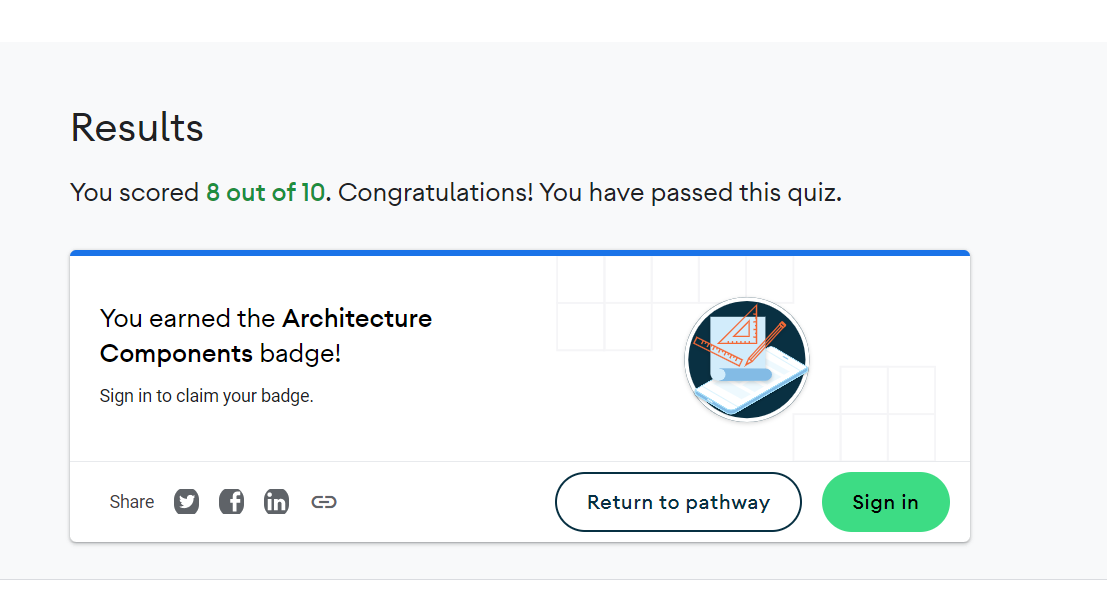 Results
You scored 8 out of 10. Congratulations! You have passed this quiz.
You earned the Architecture
Components badge!
Sign in to claim your badge.
Share
Return to pathway
Sign in